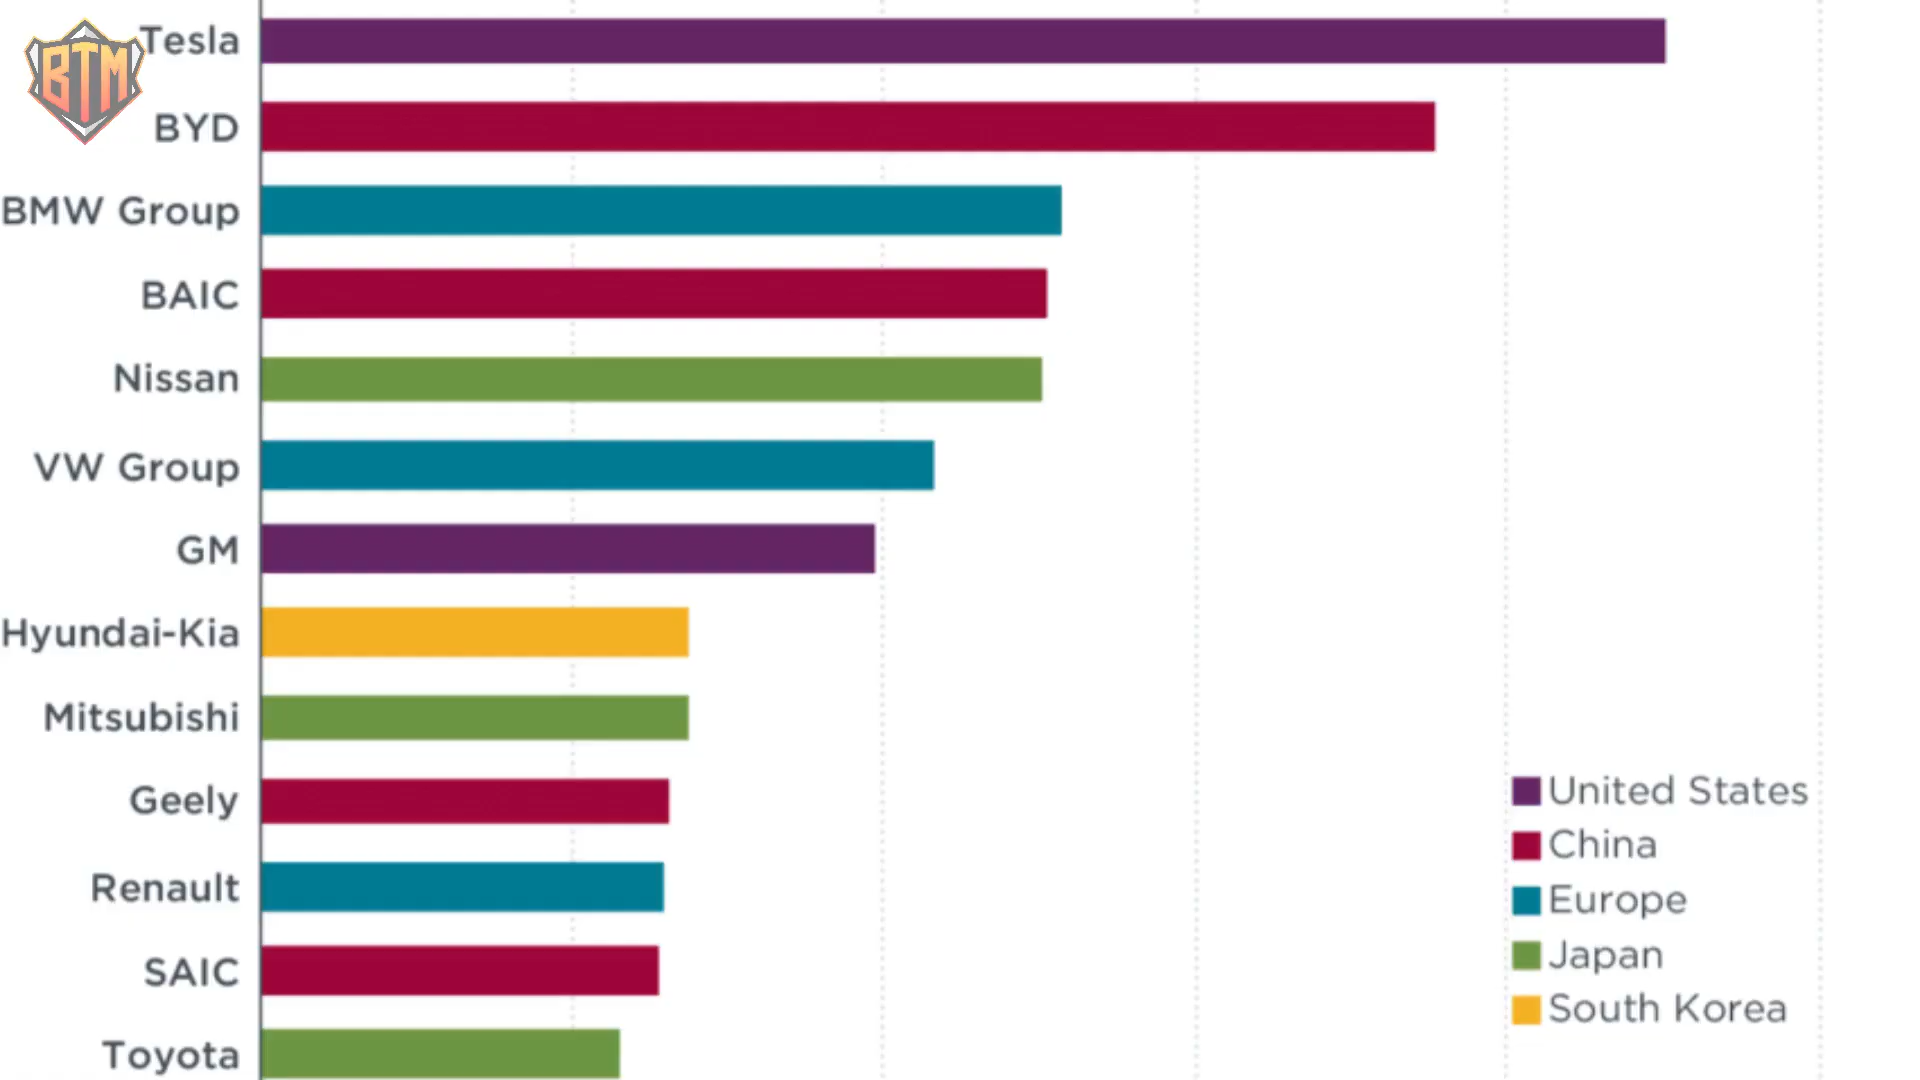 BTM
Tesla
BYD
BMW Group
BAIC
Nissan
VW Group
GM
Hyundai-Kia
Mitsubishi
Geely
Renault
SAIC
Toyota
United States
China
Europe
Japan
South Korea